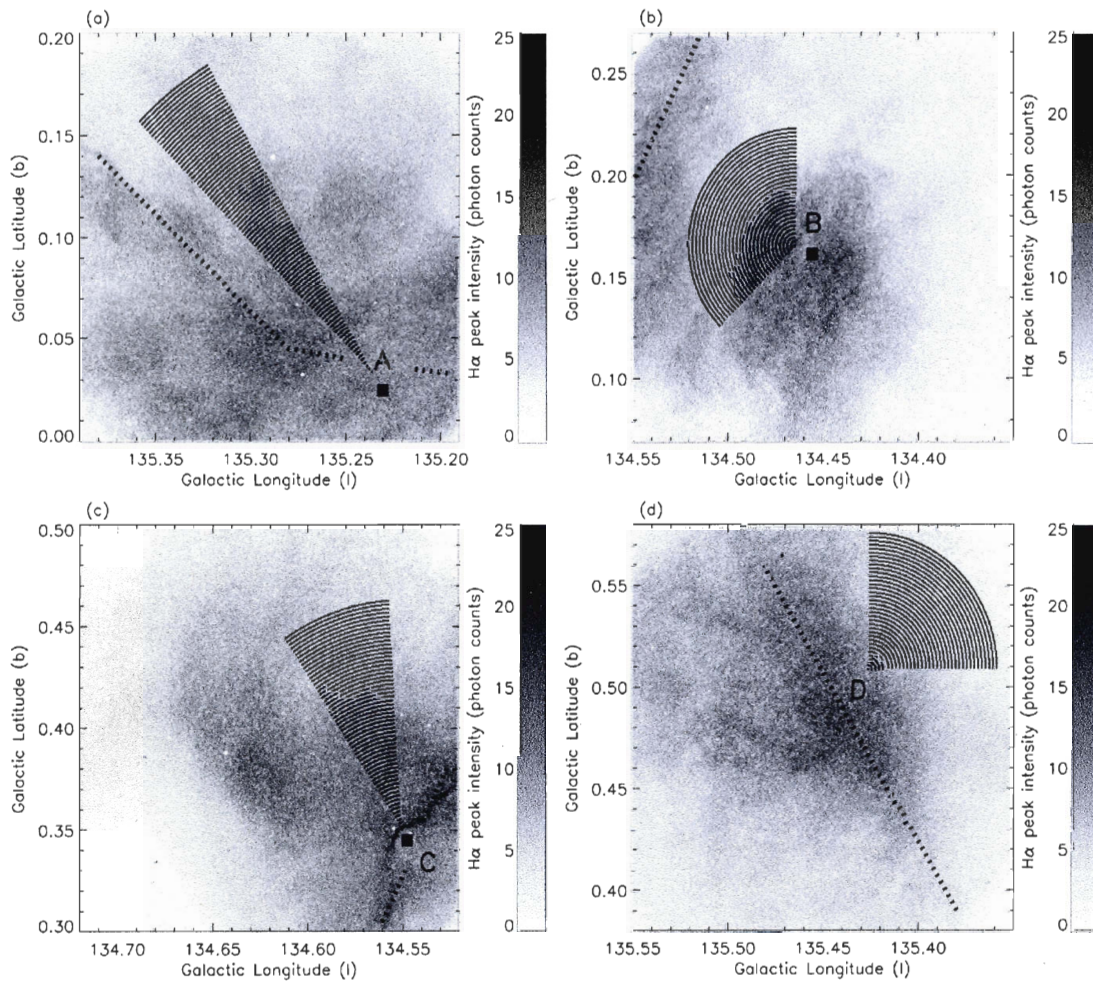 (a)
0.20
0.15
0.10
0.05
0.00
Galactic Latitude (b)
135.35 135.30 135.25 135.20
Galactic Longitude (l)
A
25
20
15
10
5
0
Hα peak intensity (photon counts)
(b)
0.25
0.20
0.15
0.10
Galactic Latitude (b)
134.55 134.50 134.45 134.40
Galactic Longitude (l)
B
25
20
15
10
5
0
Hα peak intensity (photon counts)
(c)
0.50
0.45
0.40
0.35
0.30
Galactic Latitude (b)
134.70 134.65 134.60 134.55
Galactic Longitude (l)
C
25
20
15
10
5
0
Hα peak intensity (photon counts)
(d)
0.55
0.50
0.45
0.40
Galactic Latitude (b)
135.55 135.50 135.45 135.40
Galactic Longitude (l)
D
25
20
15
10
5
0
Hα peak intensity (photon counts)